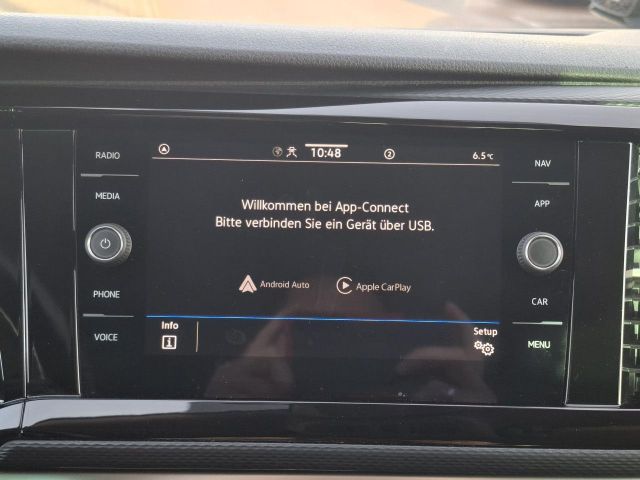 RADIO
MEDIA
PHONE
VOICE
10:48
2
6.5°C
Willkommen bei App-Connect
Bitte verbinden Sie ein Gerät über USB.
Android Auto
Apple CarPlay
Info
i
Setup
NAV
APP
CAR
MENU